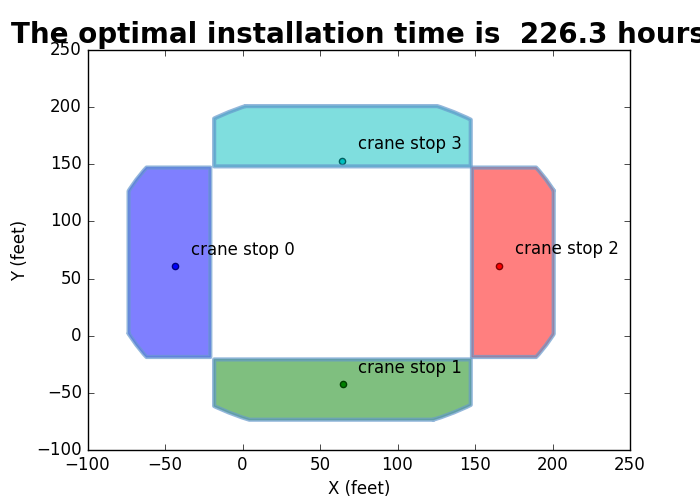 The optimal installation time is  226.3 hours
250
200
150
100
50
0
−50
−100
−100
−50
0
50
100
150
200
250
X (feet)
Y (feet)
crane stop 3
crane stop 0
crane stop 2
crane stop 1